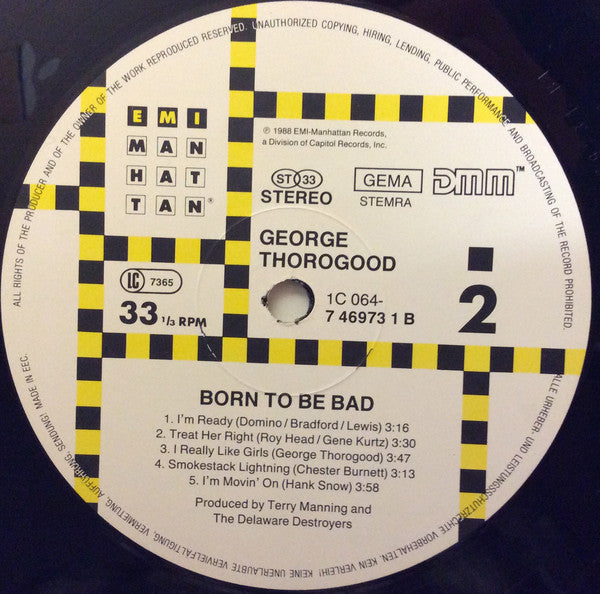 ALL RIGHTS OF THE PRODUCER AND OF THE OWNER OF THE WORK REPRODUCED RESERVED. UNAUTHORIZED COPYING, HIRING, LENDING, PUBLIC PERFORMANCE AND BROADCASTING OF THE RECORD PROHIBITED.
EMI
MAN
HAT
TAN®
℗ 1988 EMI-Manhattan Records,
a Division of Capitol Records, Inc.
ST 33
STEREO
GEMA
STEMRA
DMM™
GEORGE
THOROGOOD
LC 7365
33 1/3 RPM
1C 064-
7 46973 1 B
2
BORN TO BE BAD
1. I'm Ready (Domino / Bradford / Lewis) 3:16
2. Treat Her Right (Roy Head / Gene Kurtz) 3:30
3. I Really Like Girls (George Thorogood) 3:47
4. Smokestack Lightning (Chester Burnett) 3:13
5. I'm Movin' On (Hank Snow) 3:58
Produced by Terry Manning and
The Delaware Destroyers
ALLE URHEBER- UND LEISTUNGSSCHUTZRECHTE VORBEHALTEN. KEIN VERLEIH! KEINE UNERLAUBTE VERVIELFÄLTIGUNG, VERMIETUNG, AUFFÜHRUNG, SENDUNG! MADE IN EEC.